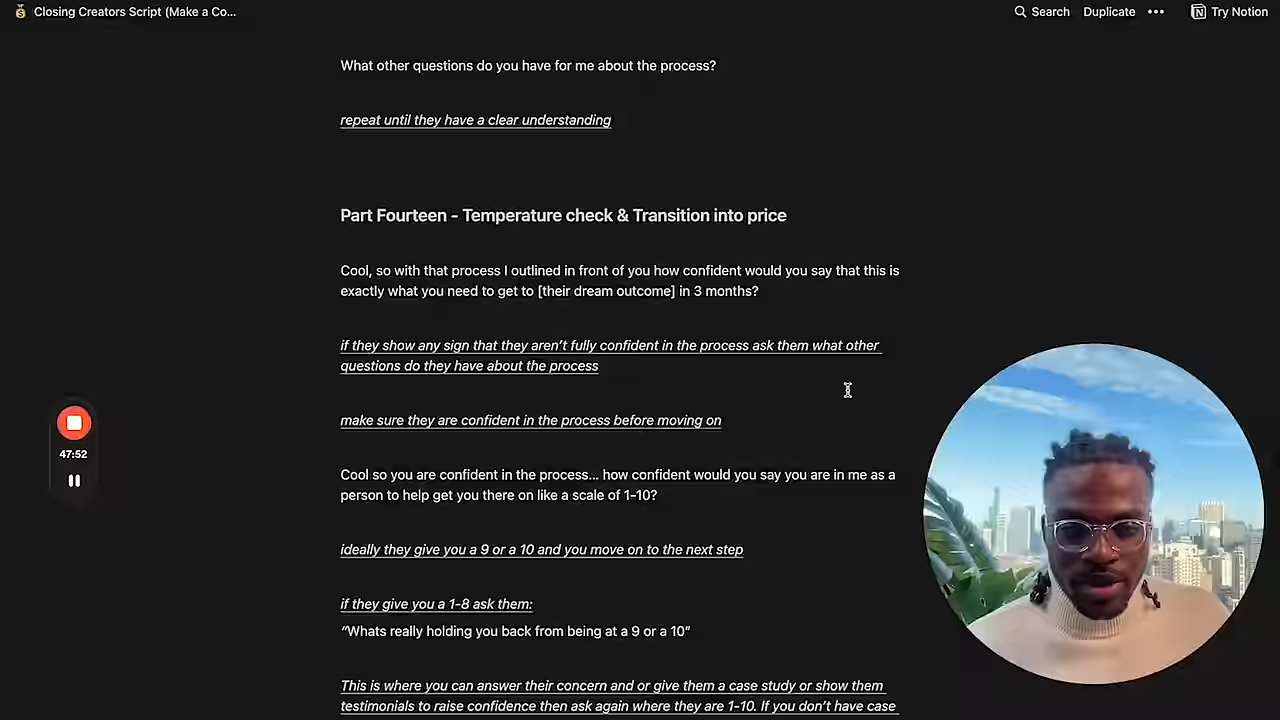 Closing Creators Script (Make a Co...
Search
Duplicate
Try Notion
What other questions do you have for me about the process?
repeat until they have a clear understanding
Part Fourteen - Temperature check & Transition into price
Cool, so with that process I outlined in front of you how confident would you say that this is
exactly what you need to get to [their dream outcome] in 3 months?
if they show any sign that they aren’t fully confident in the process ask them what other
questions do they have about the process
make sure they are confident in the process before moving on
Cool so you are confident in the process... how confident would you say you are in me as a
person to help get you there on like a scale of 1-10?
ideally they give you a 9 or a 10 and you move on to the next step
if they give you a 1-8 ask them:
“Whats really holding you back from being at a 9 or a 10”
This is where you can answer their concern and or give them a case study or show them
testimonials to raise confidence then ask again where they are 1-10. If you don’t have case
47:52